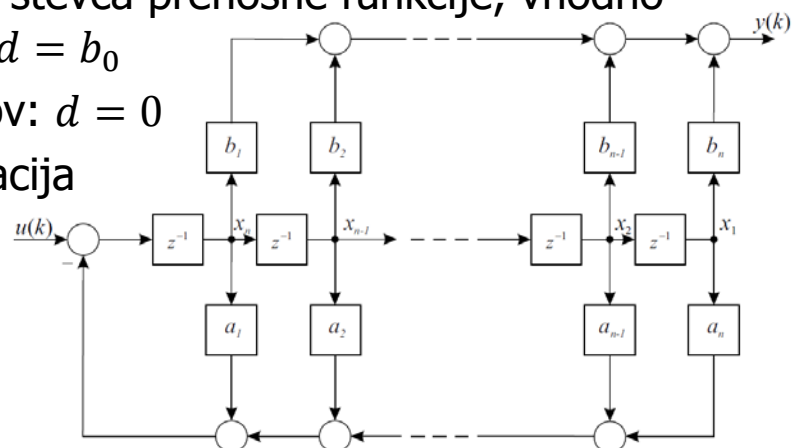 števca prenosne funkcije, vhodno
d = b₀
ov: d = 0
acija
y(k)
b₁ b₂ bₙ₋₁ bₙ
u(k) z⁻¹ xₙ z⁻¹ xₙ₋₁ z⁻¹ x₂ z⁻¹ x₁
−
a₁ a₂ aₙ₋₁ aₙ